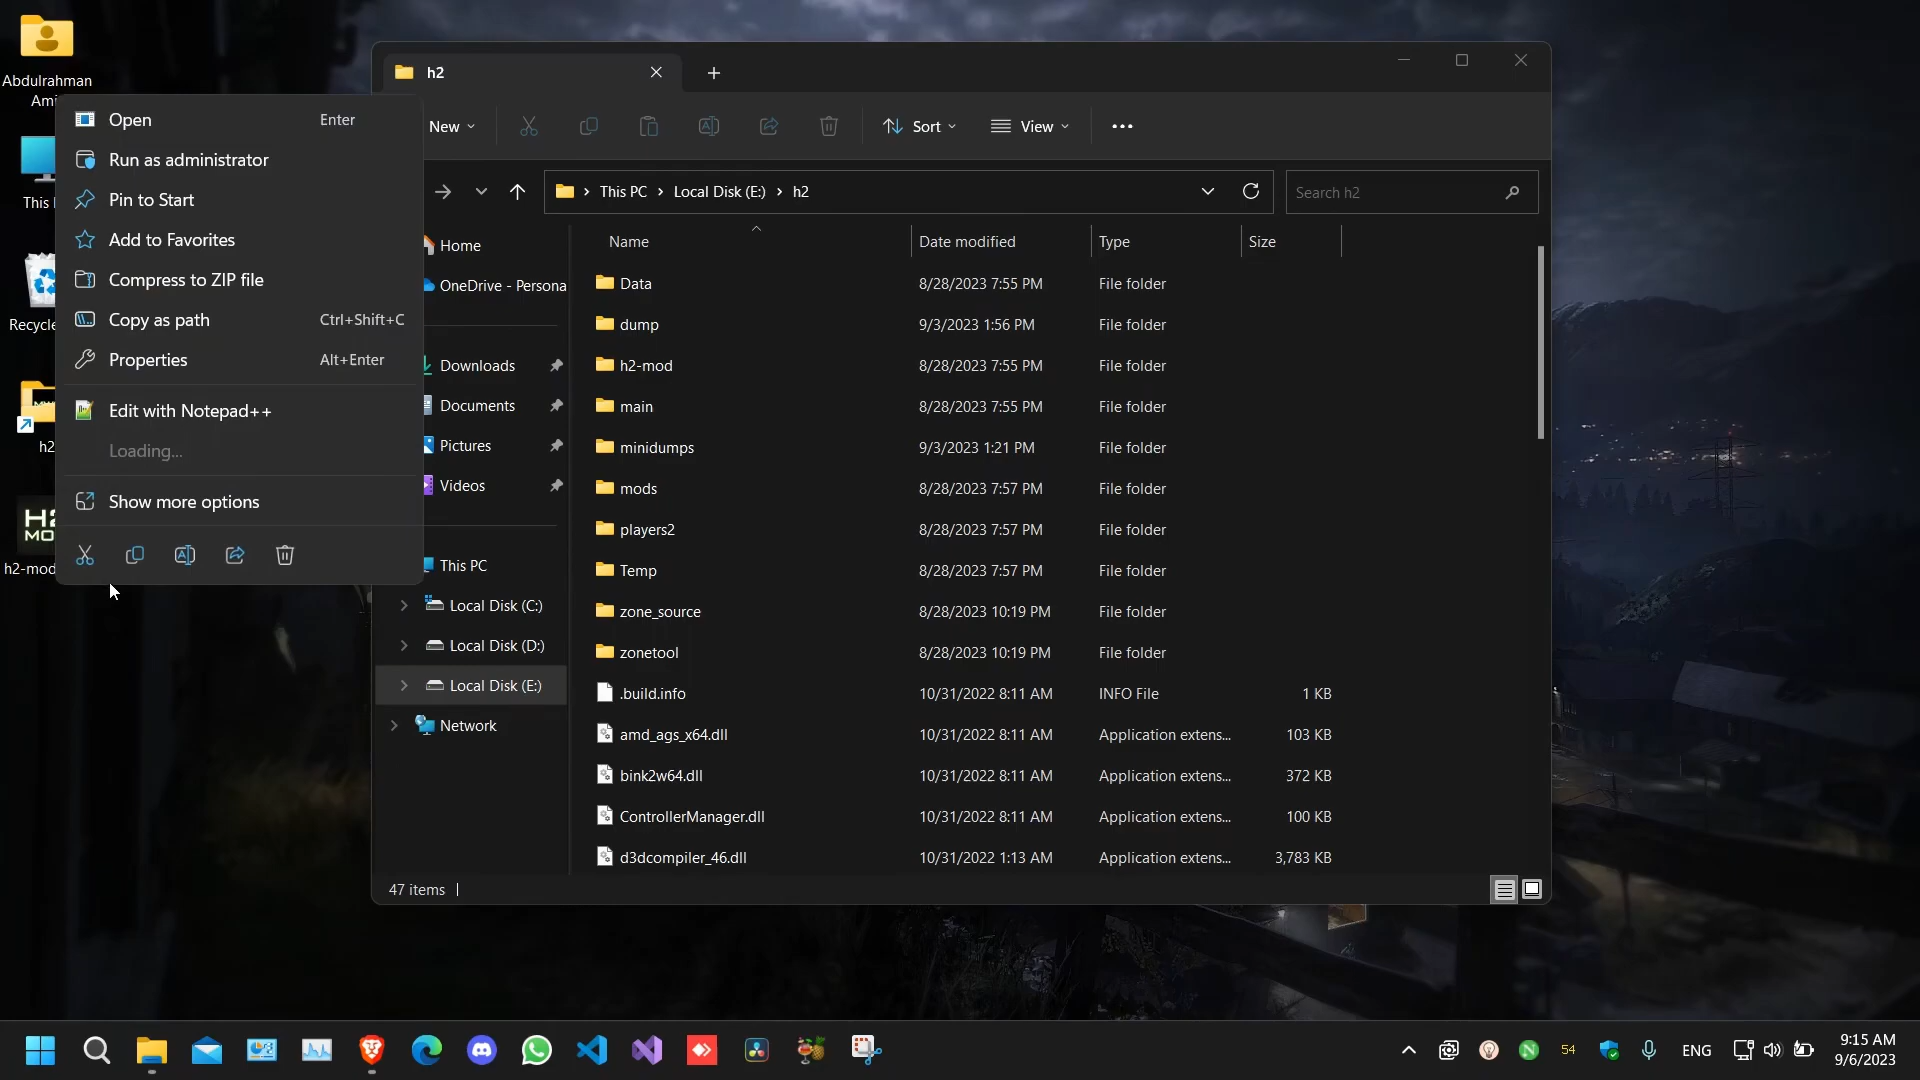 Abdulrahman
Ami
This
Recycle
h2
h2-mod
Open Enter
Run as administrator
Pin to Start
Add to Favorites
Compress to ZIP file
Copy as path Ctrl+Shift+C
Properties Alt+Enter
Edit with Notepad++
Loading...
Show more options
h2
New
Sort
View
This PC > Local Disk (E:) > h2
Search h2
Home
OneDrive - Persona
Downloads
Documents
Pictures
Videos
This PC
Local Disk (C:)
Local Disk (D:)
Local Disk (E:)
Network
Name Date modified Type Size
Data 8/28/2023 7:55 PM File folder
dump 9/3/2023 1:56 PM File folder
h2-mod 8/28/2023 7:55 PM File folder
main 8/28/2023 7:55 PM File folder
minidumps 9/3/2023 1:21 PM File folder
mods 8/28/2023 7:57 PM File folder
players2 8/28/2023 7:57 PM File folder
Temp 8/28/2023 7:57 PM File folder
zone_source 8/28/2023 10:19 PM File folder
zonetool 8/28/2023 10:19 PM File folder
.build.info 10/31/2022 8:11 AM INFO File 1 KB
amd_ags_x64.dll 10/31/2022 8:11 AM Application extens... 103 KB
bink2w64.dll 10/31/2022 8:11 AM Application extens... 372 KB
ControllerManager.dll 10/31/2022 8:11 AM Application extens... 100 KB
d3dcompiler_46.dll 10/31/2022 1:13 AM Application extens... 3,783 KB
47 items
54
ENG
9:15 AM
9/6/2023